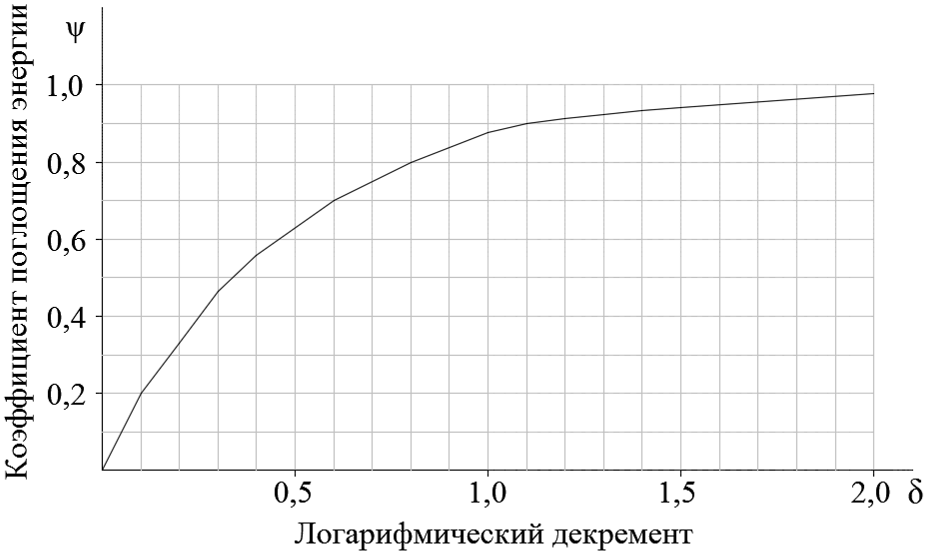 Коэффициент поглощения энергии
ψ
1,0
0,8
0,6
0,4
0,2
0,5 1,0 1,5 2,0 δ
Логарифмический декремент